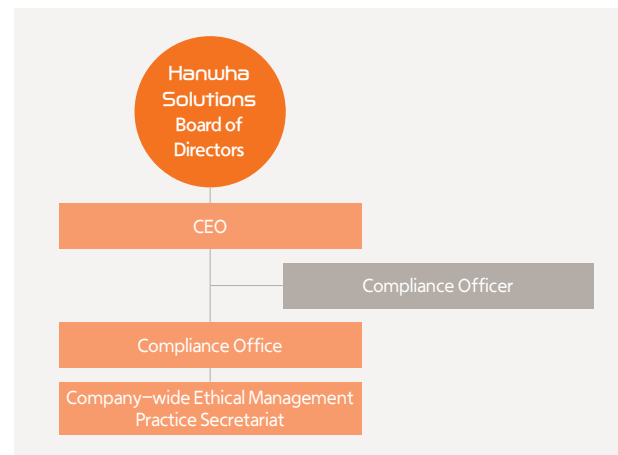 Hanwha
Solutions
Board of
Directors
CEO
Compliance Officer
Compliance Office
Company-wide Ethical Management
Practice Secretariat